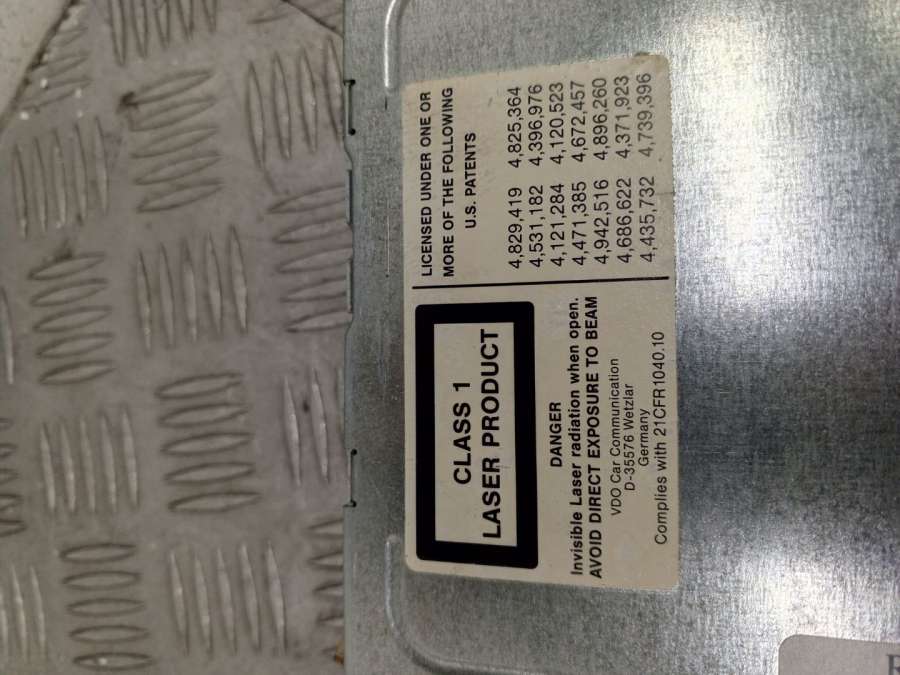 CLASS 1
LASER PRODUCT
DANGER
Invisible Laser radiation when open.
AVOID DIRECT EXPOSURE TO BEAM
VDO Car Communication
D-35576 Wetzlar
Germany
Complies with 21CFR1040.10
LICENSED UNDER ONE OR
MORE OF THE FOLLOWING
U.S. PATENTS
4,829,419 4,825,364
4,531,182 4,396,976
4,121,284 4,120,523
4,471,385 4,672,457
4,942,516 4,896,260
4,686,622 4,371,923
4,435,732 4,739,396